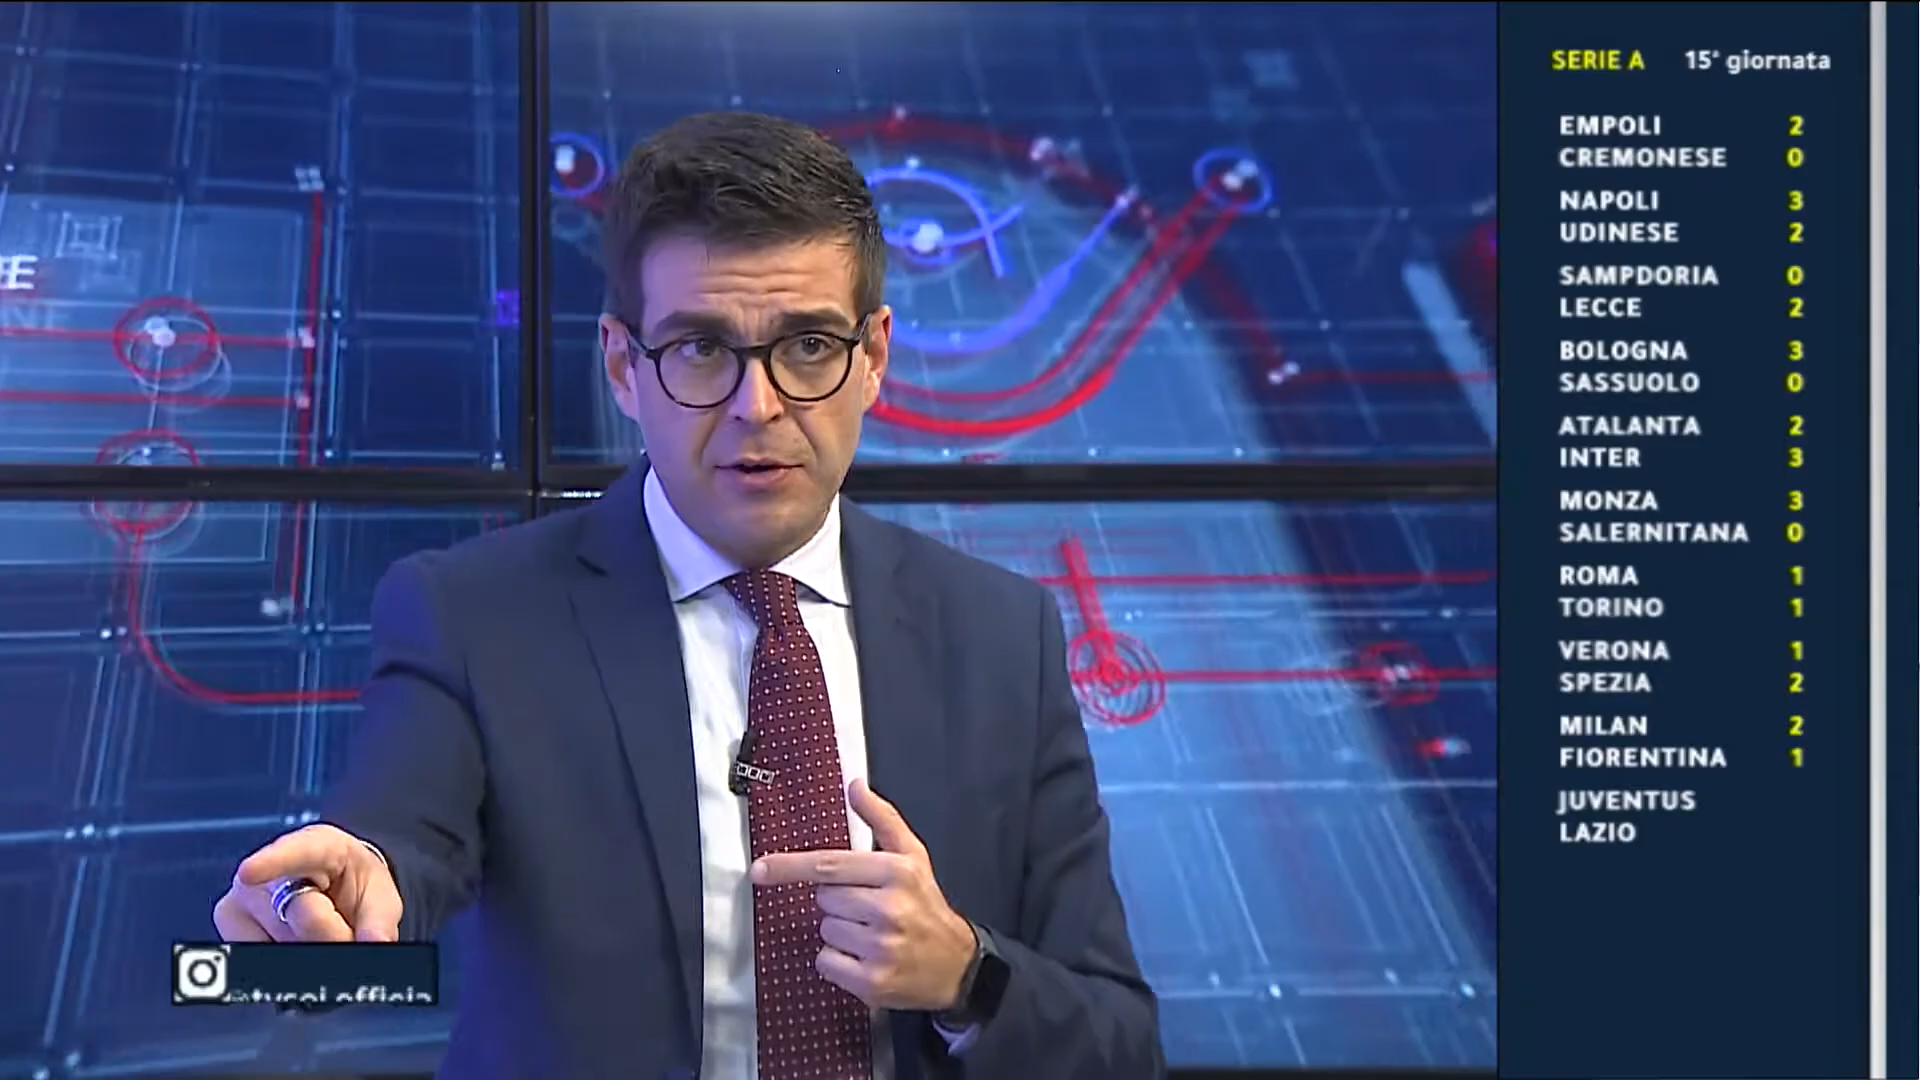 SERIE A 15ª giornata
EMPOLI 2
CREMONESE 0
NAPOLI 3
UDINESE 2
SAMPDORIA 0
LECCE 2
BOLOGNA 3
SASSUOLO 0
ATALANTA 2
INTER 3
MONZA 3
SALERNITANA 0
ROMA 1
TORINO 1
VERONA 1
SPEZIA 2
MILAN 2
FIORENTINA 1
JUVENTUS
LAZIO